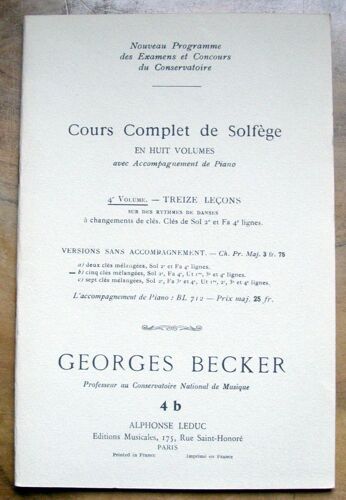 Nouveau Programme
des Examens et Concours
du Conservatoire
Cours Complet de Solfège
EN HUIT VOLUMES
avec Accompagnement de Piano
4e VOLUME. — TREIZE LEÇONS
SUR DES RYTHMES DE DANSES
à changements de clés. Clés de Sol 2e et Fa 4e lignes.
VERSIONS SANS ACCOMPAGNEMENT. — Ch. Pr. Maj. 3 fr. 75
a) deux clés mélangées, Sol 2e et Fa 4e lignes.
b) cinq clés mélangées, Sol 2e, Fa 4e, Ut 1re, 3e et 4e lignes.
c) sept clés mélangées, Sol 2e, Fa 3e et 4e, Ut 1re, 2e, 3e et 4e lignes.
L'accompagnement de Piano : BL 712 — Prix maj. 25 fr.
GEORGES BECKER
Professeur au Conservatoire National de Musique
4 b
ALPHONSE LEDUC
Editions Musicales, 175, Rue Saint-Honoré
PARIS
Printed in France Imprimé en France